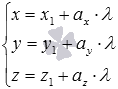 x = x₁ + aₓ · λ
y = y₁ + a_y · λ
z = z₁ + a_z · λ